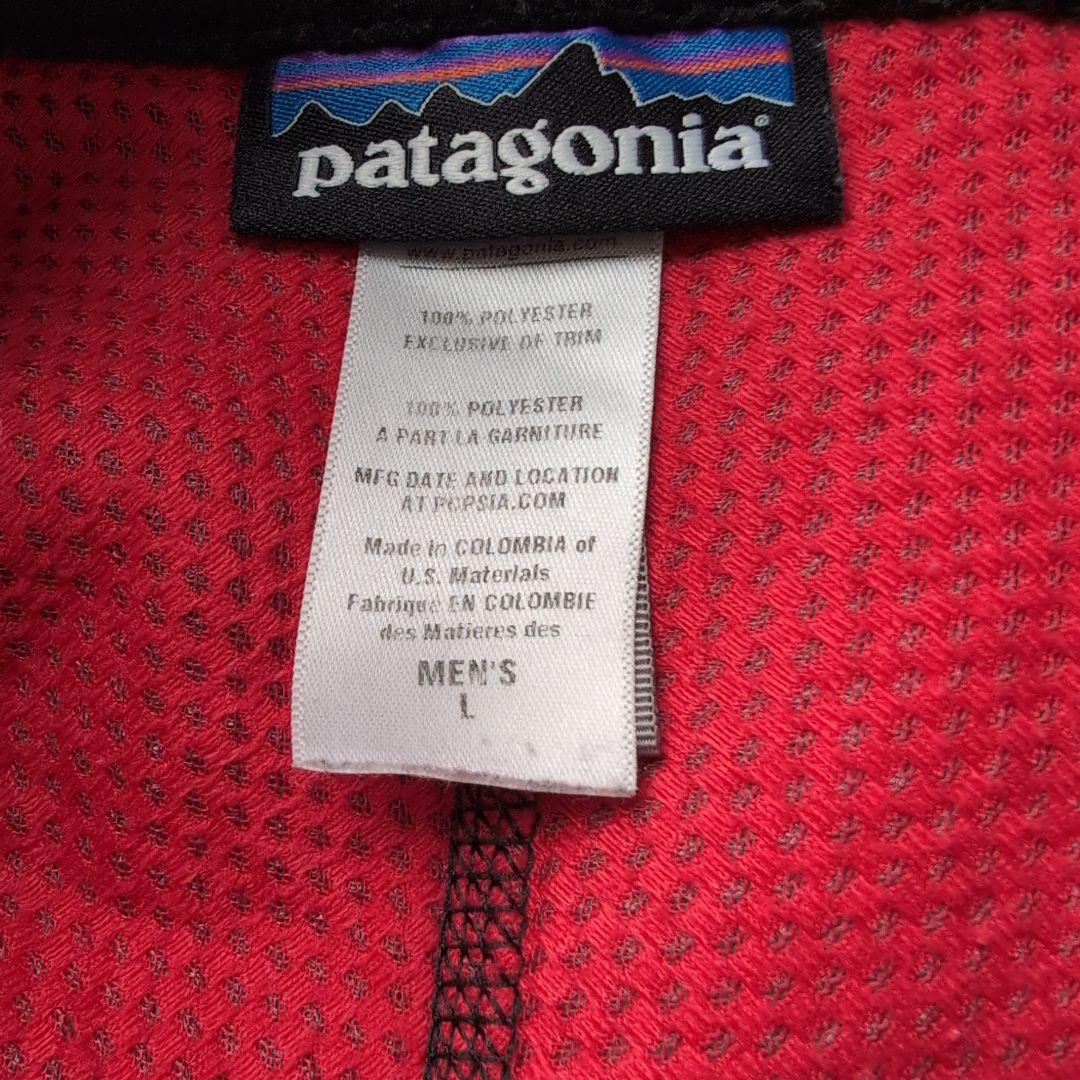 patagonia®
www.patagonia.com
100% POLYESTER
EXCLUSIVE OF TRIM
100% POLYESTER
A PART LA GARNITURE
MFG DATE AND LOCATION
AT POPSIA.COM
Made in COLOMBIA of
U.S. Materials
Fabrique EN COLOMBIE
des Matieres des
MEN'S
L